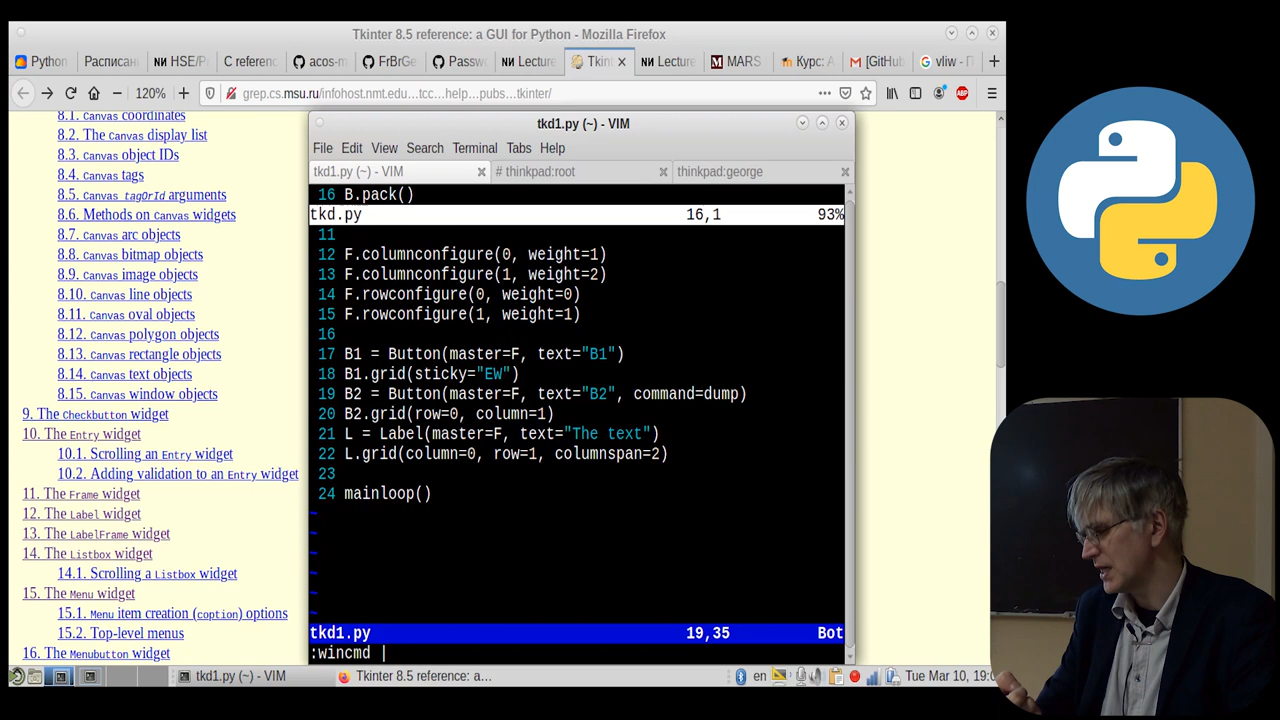 Tkinter 8.5 reference: a GUI for Python - Mozilla Firefox
Python
Расписани
HSE/P
C referenc
acos-m
FrBrGe
Passwo
Lecture
Tkin
Lecture
MARS
Курс: A
[GitHub
vliw - П
120%
grep.cs.msu.ru/infohost.nmt.edu…tcc…help…pubs…tkinter/
8.1. Canvas coordinates
8.2. The Canvas display list
8.3. Canvas object IDs
8.4. Canvas tags
8.5. Canvas tagOrId arguments
8.6. Methods on Canvas widgets
8.7. Canvas arc objects
8.8. Canvas bitmap objects
8.9. Canvas image objects
8.10. Canvas line objects
8.11. Canvas oval objects
8.12. Canvas polygon objects
8.13. Canvas rectangle objects
8.14. Canvas text objects
8.15. Canvas window objects
9. The Checkbutton widget
10. The Entry widget
10.1. Scrolling an Entry widget
10.2. Adding validation to an Entry widget
11. The Frame widget
12. The Label widget
13. The LabelFrame widget
14. The Listbox widget
14.1. Scrolling a Listbox widget
15. The Menu widget
15.1. Menu item creation (coption) options
15.2. Top-level menus
16. The Menubutton widget
tkd1.py (~) - VIM
File Edit View Search Terminal Tabs Help
tkd1.py (~) - VIM
# thinkpad:root
thinkpad:george
16 B.pack()
tkd.py 16,1 93%
11
12 F.columnconfigure(0, weight=1)
13 F.columnconfigure(1, weight=2)
14 F.rowconfigure(0, weight=0)
15 F.rowconfigure(1, weight=1)
16
17 B1 = Button(master=F, text="B1")
18 B1.grid(sticky="EW")
19 B2 = Button(master=F, text="B2", command=dump)
20 B2.grid(row=0, column=1)
21 L = Label(master=F, text="The text")
22 L.grid(column=0, row=1, columnspan=2)
23
24 mainloop()
~
~
~
~
~
~
tkd1.py 19,35 Bot
:wincmd
tkd1.py (~) - VIM
Tkinter 8.5 reference: a…
en
Tue Mar 10, 19:0